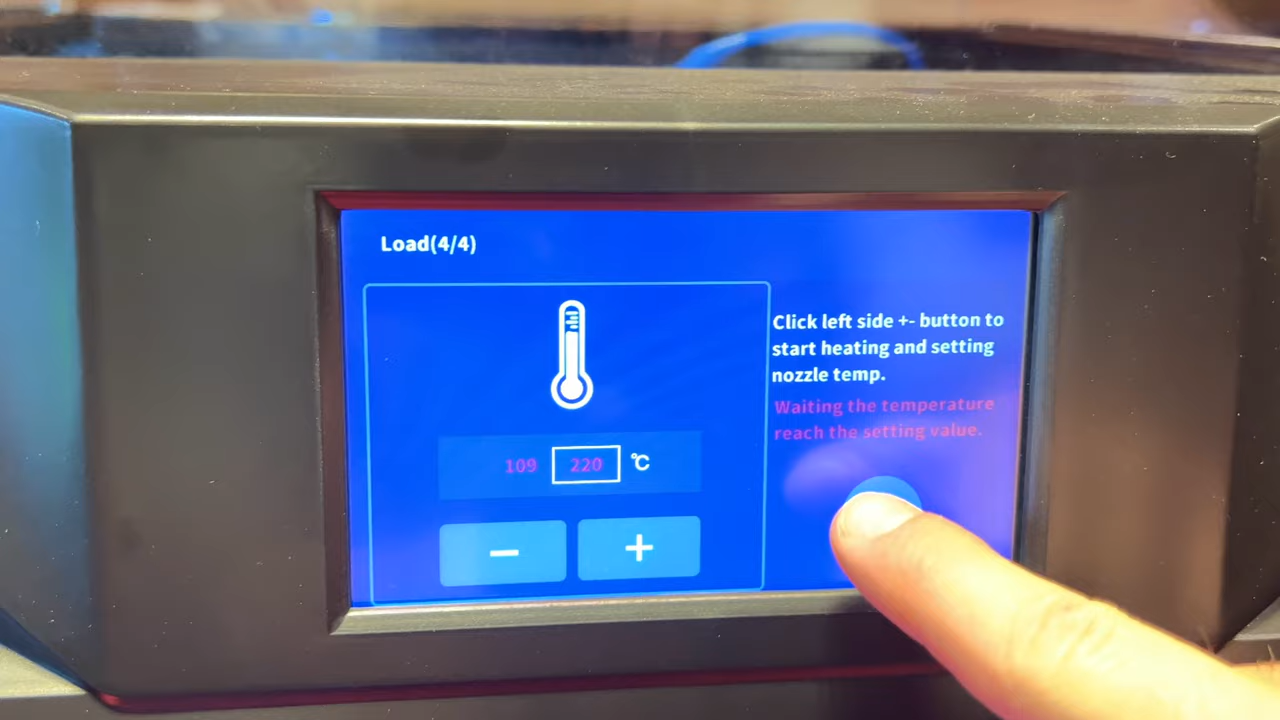 Load(4/4)
Click left side +- button to
start heating and setting
nozzle temp.
Waiting the temperature
reach the setting value.
109 220 ℃
− +